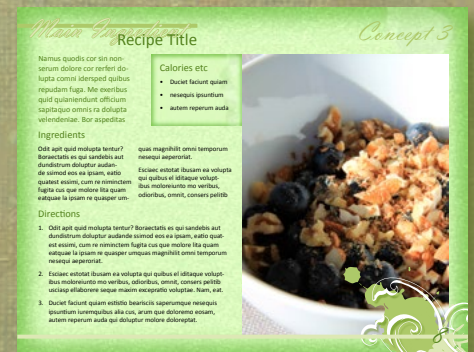 Main Ingredient
Concept 3
Recipe Title
Namus quodis cor sin non-
serum dolore cor rerferi do-
lupta comni idersped quibus
repudam fuga. Me exeribus
quid quianiendunt officium
sapitaquo omnis ra dolupta
velendeniae. Bor aspeditas
Calories etc
• Duciet faciunt quiam
• nesequis ipsuntium
• autem reperum auda
Ingredients
Odit apit quid molupta tentur?
Boraectatis es qui sandebis aut
dundistrum doluptur audan-
de ssimod eos ea ipsam, eatio
quatest essimi, cum re niminctem
fugita cus que molore lita quam
eatquae la ipsam re quasper um-
quas magnihilit omni temporum
nesequi aeperoriat.
Esciaec estotat ibusam ea volupta
qui quibus el iditaque volupt-
ibus moloreiunto mo veribus,
odioribus, omnit, consers pelitib
Directions
1. Odit apit quid molupta tentur? Boraectatis es qui sandebis aut
dundistrum doluptur audande ssimod eos ea ipsam, eatio quat-
est essimi, cum re niminctem fugita cus que molore lita quam
eatquae la ipsam re quasper umquas magnihilit omni temporum
nesequi aeperoriat.
2. Esciaec estotat ibusam ea volupta qui quibus el iditaque volupt-
ibus moloreiunto mo veribus, odioribus, omnit, consers pelitib
usciasp ellaborere seque maxim exceptatio voluptae. Nam, eat.
3. Duciet faciunt quiam estistio beariscis saperumque nesequis
ipsuntium iuremquibus alia cus, arum que doloremo eosam,
autem reperum auda qui doluptur molore doloreptat.